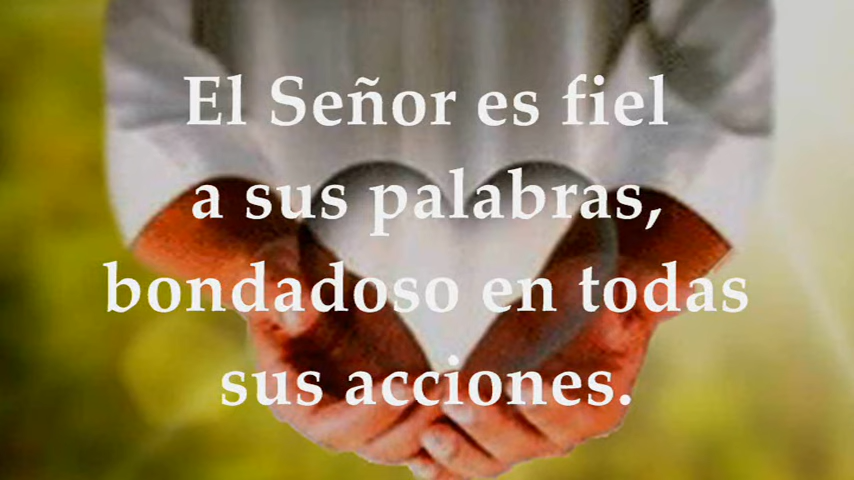 El Señor es fiel
a sus palabras,
bondadoso en todas
sus acciones.